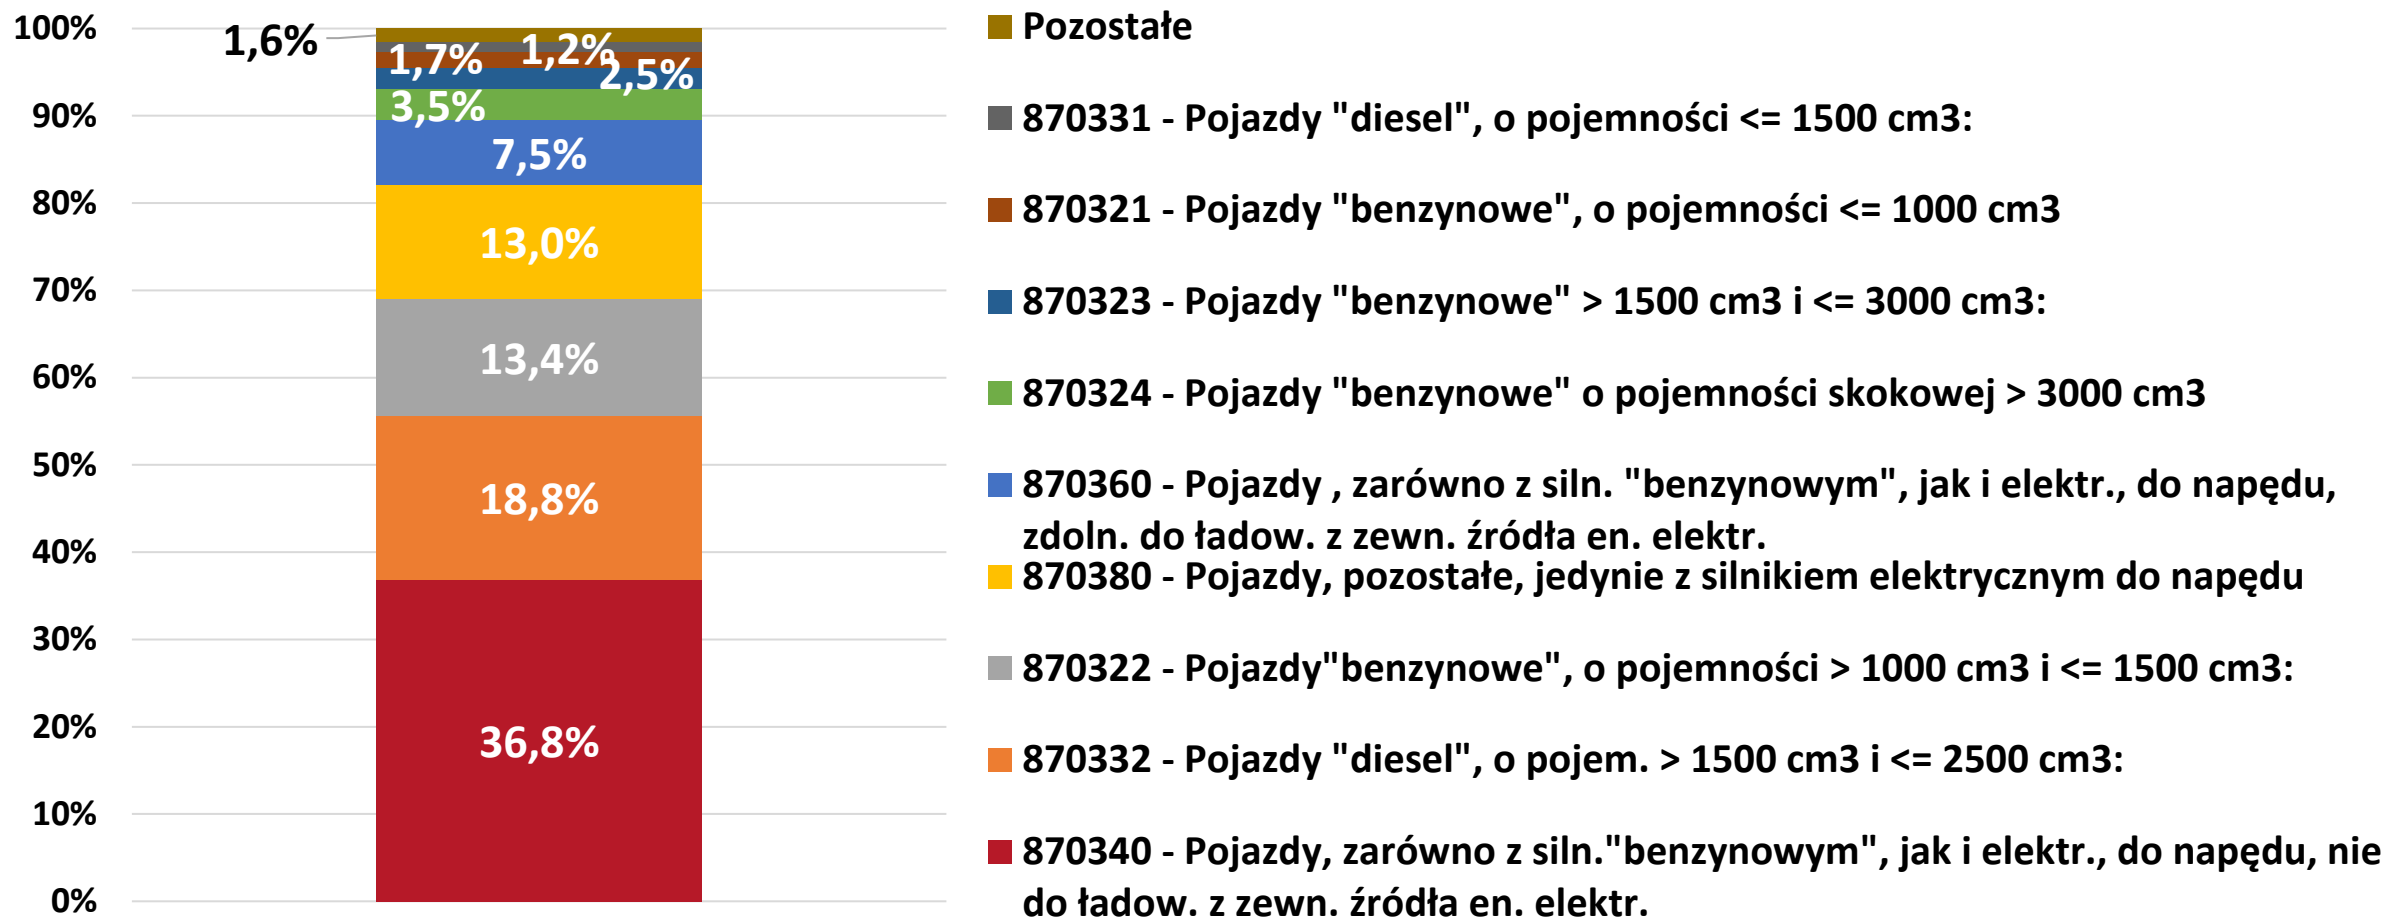 100%
90%
80%
70%
60%
50%
40%
30%
20%
10%
0%
1,6%
1,2%
1,7%
2,5%
3,5%
7,5%
13,0%
13,4%
18,8%
36,8%
Pozostałe
870331 - Pojazdy "diesel", o pojemności <= 1500 cm3:
870321 - Pojazdy "benzynowe", o pojemności <= 1000 cm3
870323 - Pojazdy "benzynowe" > 1500 cm3 i <= 3000 cm3:
870324 - Pojazdy "benzynowe" o pojemności skokowej > 3000 cm3
870360 - Pojazdy , zarówno z siln. "benzynowym", jak i elektr., do napędu,
zdoln. do ładow. z zewn. źródła en. elektr.
870380 - Pojazdy, pozostałe, jedynie z silnikiem elektrycznym do napędu
870322 - Pojazdy"benzynowe", o pojemności > 1000 cm3 i <= 1500 cm3:
870332 - Pojazdy "diesel", o pojem. > 1500 cm3 i <= 2500 cm3:
870340 - Pojazdy, zarówno z siln."benzynowym", jak i elektr., do napędu, nie
do ładow. z zewn. źródła en. elektr.